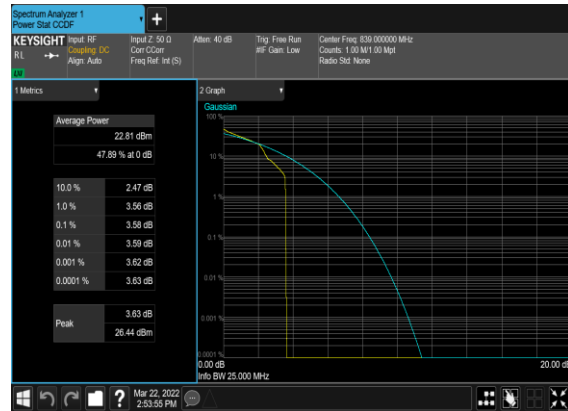 Spectrum Analyzer 1
Power Stat CCDF
KEYSIGHT
RL
Input: RF
Coupling: DC
Align: Auto
Input Z: 50 Ω
Corr CCorr
Freq Ref: Int (S)
Atten: 40 dB
Trig: Free Run
#IF Gain: Low
Center Freq: 839.000000 MHz
Counts: 1.00 M/1.00 Mpt
Radio Std: None
1 Metrics
Average Power
22.81 dBm
47.89 % at 0 dB
10.0 % 2.47 dB
1.0 % 3.56 dB
0.1 % 3.58 dB
0.01 % 3.59 dB
0.001 % 3.62 dB
0.0001 % 3.63 dB
Peak
3.63 dB
26.44 dBm
2 Graph
Gaussian
100 %
10 %
1 %
0.1 %
0.01 %
0.001 %
0.0001 %
0.00 dB 20.00 dB
Info BW 25.000 MHz
?
Mar 22, 2022
2:53:55 PM